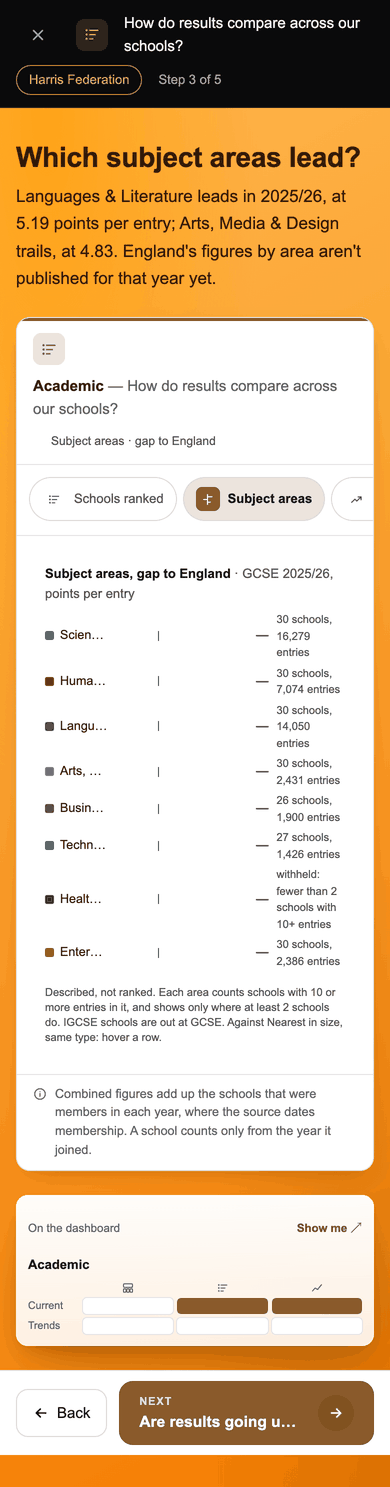 How do results compare across our
schools?
Harris Federation
Step 3 of 5
Which subject areas lead?
Languages & Literature leads in 2025/26, at
5.19 points per entry; Arts, Media & Design
trails, at 4.83. England's figures by area aren't
published for that year yet.
Academic — How do results compare across
our schools?
Subject areas · gap to England
Schools ranked
Subject areas
Subject areas, gap to England · GCSE 2025/26,
points per entry
Scien… | — 30 schools,
16,279
entries
Huma… | — 30 schools,
7,074 entries
Langu… | — 30 schools,
14,050
entries
Arts, … | — 30 schools,
2,431 entries
Busin… | — 26 schools,
1,900 entries
Techn… | — 27 schools,
1,426 entries
Healt… | — withheld:
fewer than 2
schools with
10+ entries
Enter… | — 30 schools,
2,386 entries
Described, not ranked. Each area counts schools with 10 or
more entries in it, and shows only where at least 2 schools
do. IGCSE schools are out at GCSE. Against Nearest in size,
same type: hover a row.
Combined figures add up the schools that were
members in each year, where the source dates
membership. A school counts only from the year it
joined.
On the dashboard
Show me
Academic
Current
Trends
Back
NEXT
Are results going u…